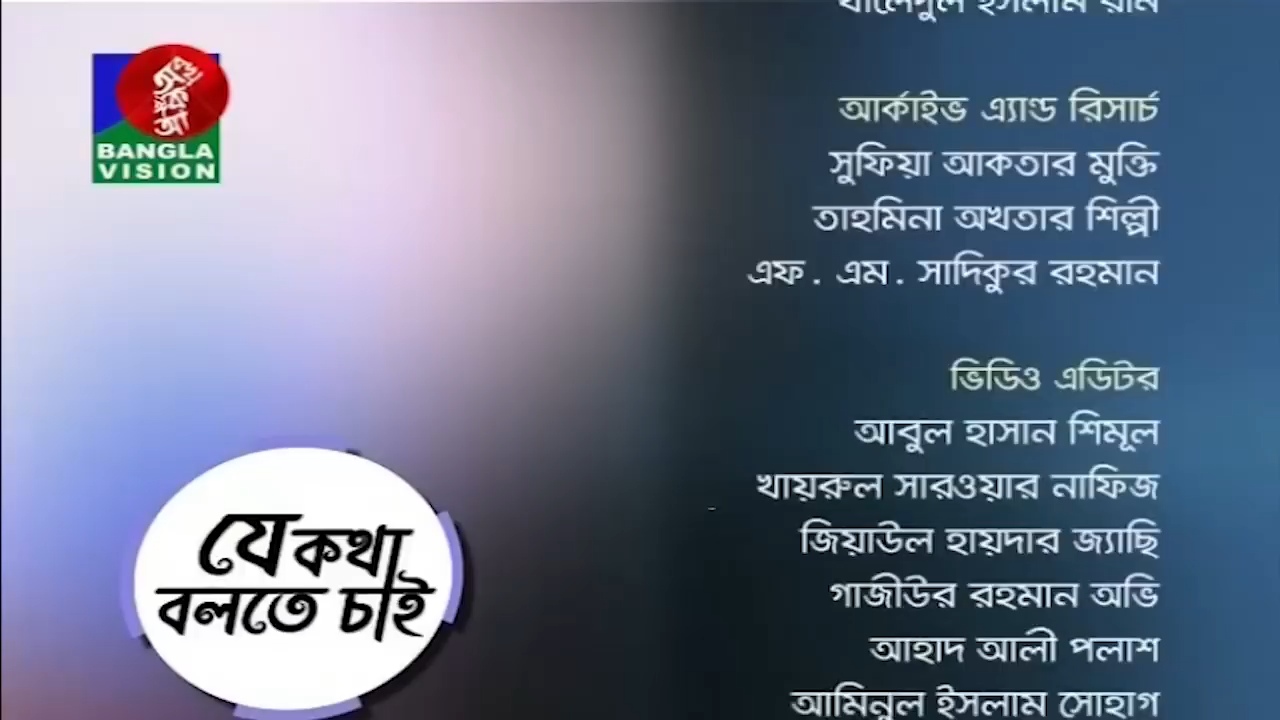 BANGLA
VISION
যে কথা
বলতে চাই
ইসলাম
আর্কাইভ এ্যান্ড রিসার্চ
সুফিয়া আকতার মুক্তি
তাহমিনা অখতার শিল্পী
এফ. এম. সাদিকুর রহমান
ভিডিও এডিটর
আবুল হাসান শিমূল
খায়রুল সারওয়ার নাফিজ
জিয়াউল হায়দার জ্যাছি
গাজীউর রহমান অভি
আহাদ আলী পলাশ
আমিনুল ইসলাম সোহাগ